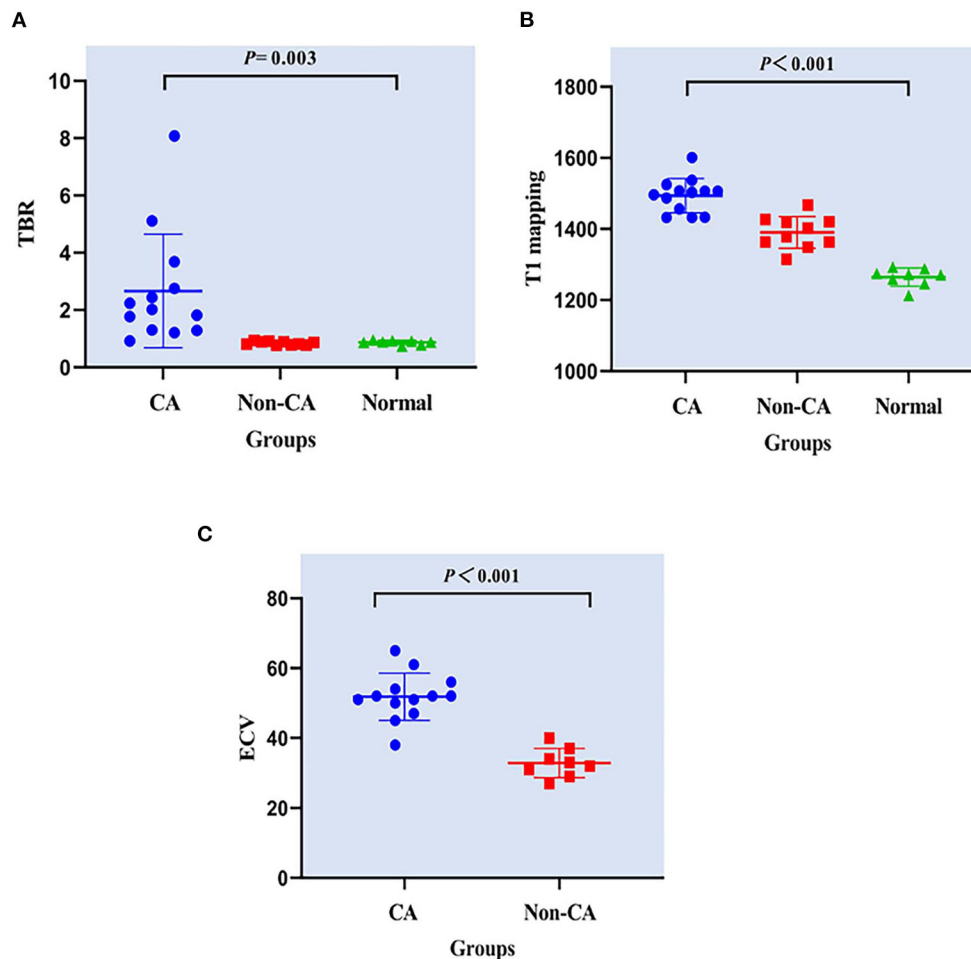 A
P= 0.003
10
8
6
4
2
0
TBR
CA Non-CA Normal
Groups
B
P< 0.001
1800
1600
1400
1200
1000
T1 mapping
CA Non-CA Normal
Groups
C
P< 0.001
80
60
40
20
0
ECV
CA Non-CA
Groups